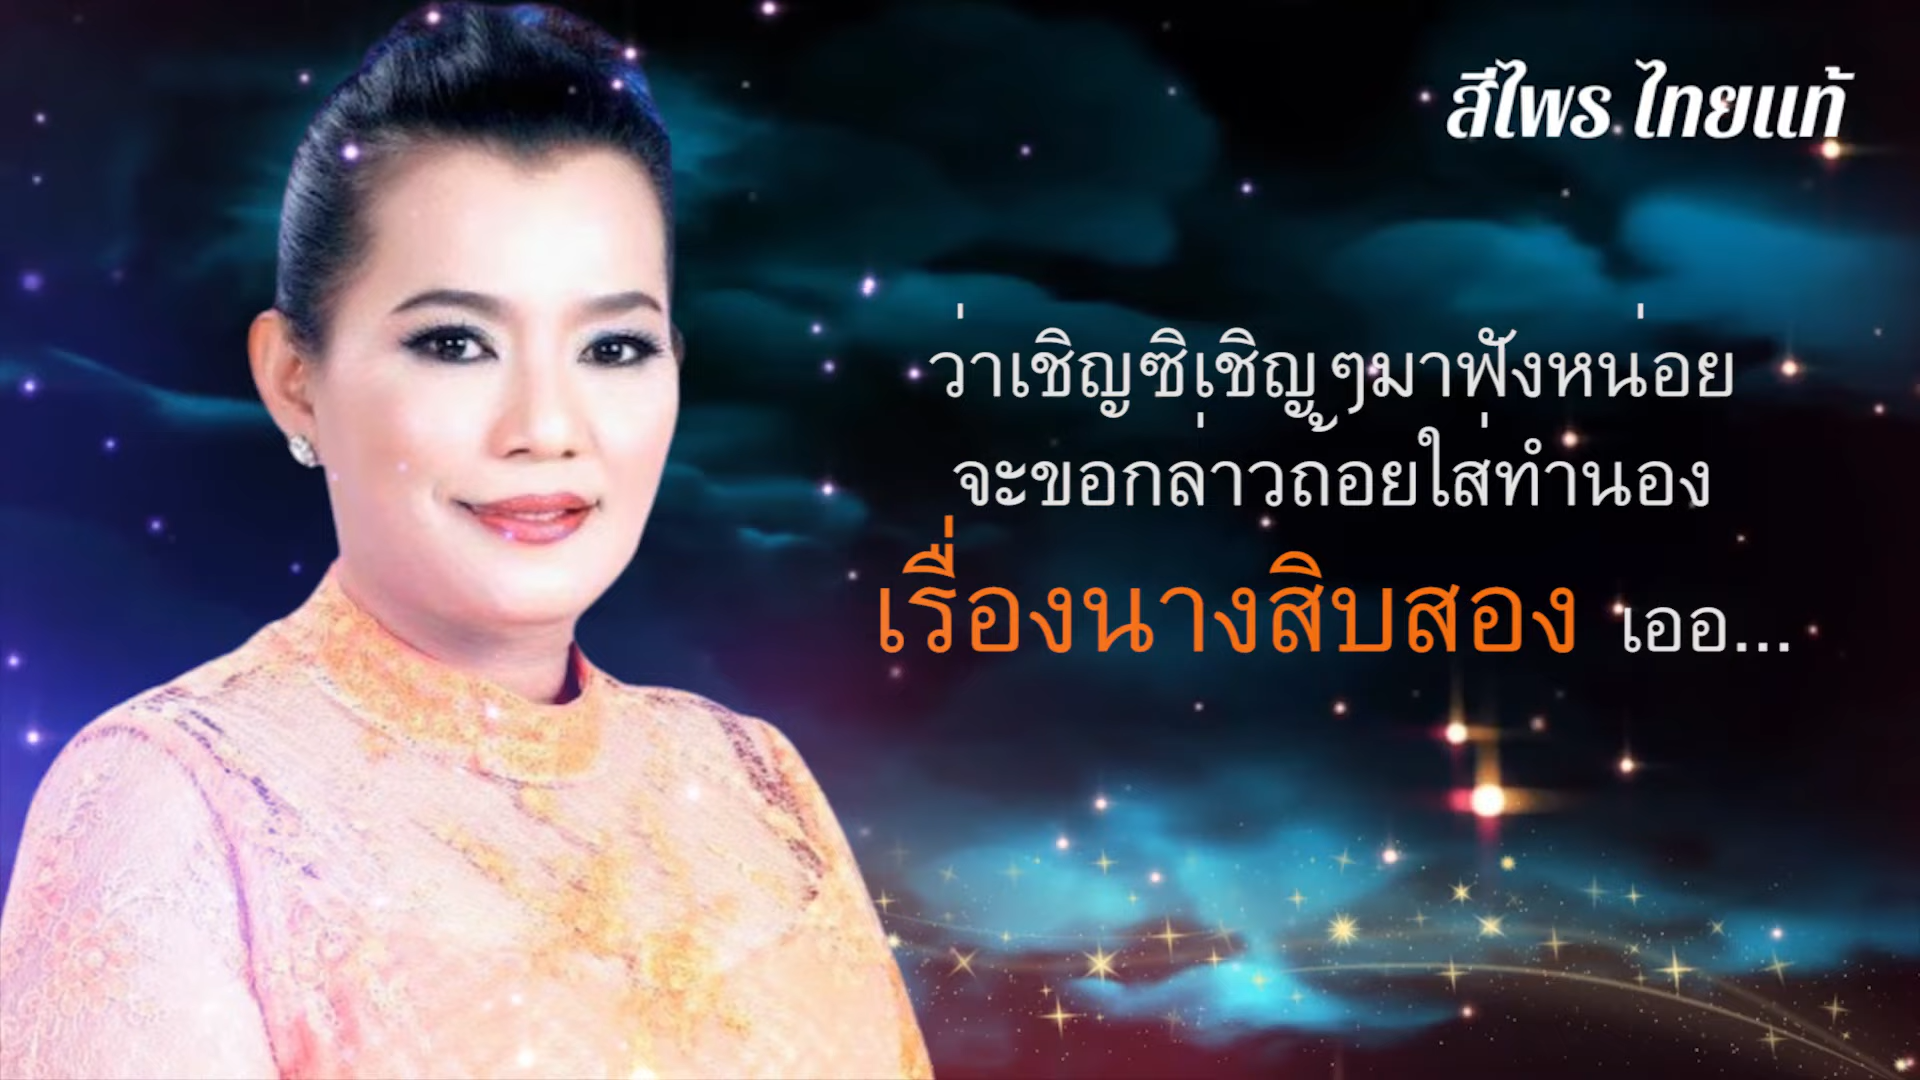 สีไพร ไทยแท้
ว่าเชิญซิเชิญๆมาฟังหน่อย
จะขอกล่าวถ้อยใส่ทำนอง
เรื่องนางสิบสอง เออ...